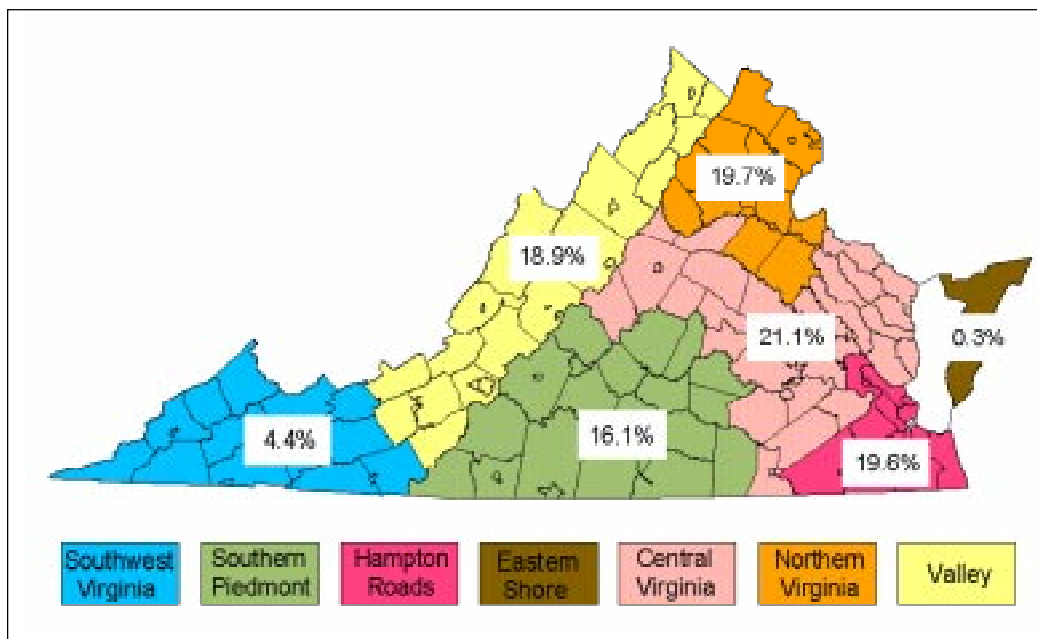 19.7%
18.9%
21.1%
0.3%
4.4%
16.1%
19.6%
Southwest
Virginia
Southern
Piedmont
Hampton
Roads
Eastern
Shore
Central
Virginia
Northern
Virginia
Valley